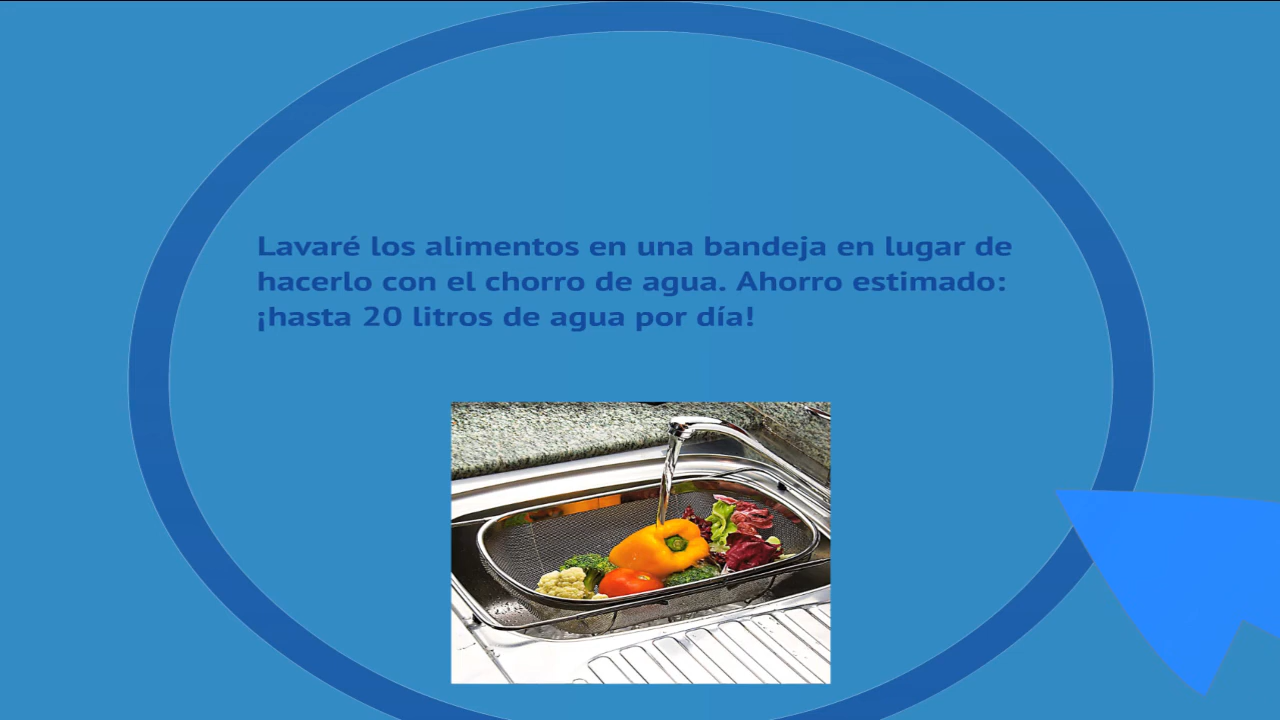 Lavaré los alimentos en una bandeja en lugar de
hacerlo con el chorro de agua. Ahorro estimado:
¡hasta 20 litros de agua por día!